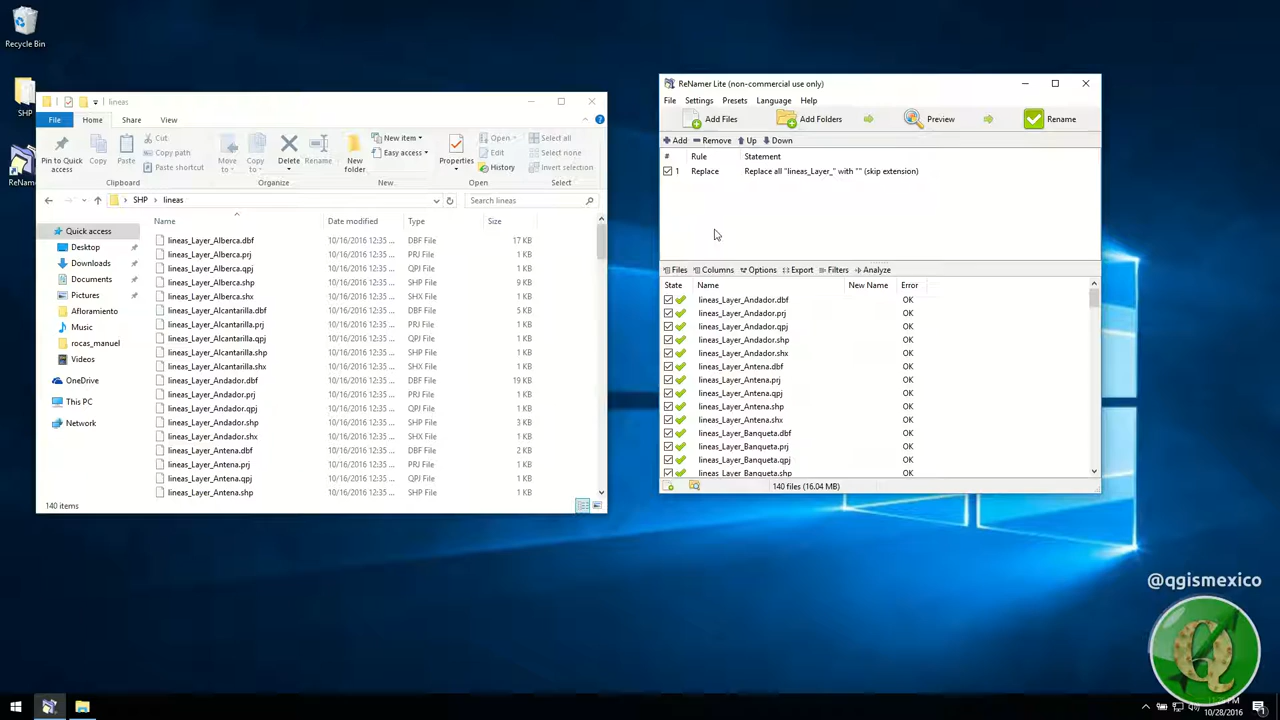 Recycle Bin
SHP
ReNam
lineas
File Home Share View
Pin to Quick access
Copy
Paste
Cut
Copy path
Paste shortcut
Clipboard
Move to
Copy to
Delete
Rename
Organize
New folder
New item
Easy access
New
Properties
Open
Edit
History
Open
Select all
Select none
Invert selection
Select
SHP lineas
Search lineas
Quick access
Desktop
Downloads
Documents
Pictures
Afloramiento
Music
rocas_manuel
Videos
OneDrive
This PC
Network
Name Date modified Type Size
lineas_Layer_Alberca.dbf 10/16/2016 12:35 ... DBF File 17 KB
lineas_Layer_Alberca.prj 10/16/2016 12:35 ... PRJ File 1 KB
lineas_Layer_Alberca.qpj 10/16/2016 12:35 ... QPJ File 1 KB
lineas_Layer_Alberca.shp 10/16/2016 12:35 ... SHP File 9 KB
lineas_Layer_Alberca.shx 10/16/2016 12:35 ... SHX File 1 KB
lineas_Layer_Alcantarilla.dbf 10/16/2016 12:35 ... DBF File 5 KB
lineas_Layer_Alcantarilla.prj 10/16/2016 12:35 ... PRJ File 1 KB
lineas_Layer_Alcantarilla.qpj 10/16/2016 12:35 ... QPJ File 1 KB
lineas_Layer_Alcantarilla.shp 10/16/2016 12:35 ... SHP File 1 KB
lineas_Layer_Alcantarilla.shx 10/16/2016 12:35 ... SHX File 1 KB
lineas_Layer_Andador.dbf 10/16/2016 12:35 ... DBF File 19 KB
lineas_Layer_Andador.prj 10/16/2016 12:35 ... PRJ File 1 KB
lineas_Layer_Andador.qpj 10/16/2016 12:35 ... QPJ File 1 KB
lineas_Layer_Andador.shp 10/16/2016 12:35 ... SHP File 3 KB
lineas_Layer_Andador.shx 10/16/2016 12:35 ... SHX File 1 KB
lineas_Layer_Antena.dbf 10/16/2016 12:35 ... DBF File 2 KB
lineas_Layer_Antena.prj 10/16/2016 12:35 ... PRJ File 1 KB
lineas_Layer_Antena.qpj 10/16/2016 12:35 ... QPJ File 1 KB
lineas_Layer_Antena.shp 10/16/2016 12:35 ... SHP File 1 KB
140 items
ReNamer Lite (non-commercial use only)
File Settings Presets Language Help
Add Files Add Folders Preview Rename
Add Remove Up Down
# Rule Statement
1 Replace Replace all "lineas_Layer_" with "" (skip extension)
Files Columns Options Export Filters Analyze
State Name New Name Error
lineas_Layer_Andador.dbf OK
lineas_Layer_Andador.prj OK
lineas_Layer_Andador.qpj OK
lineas_Layer_Andador.shp OK
lineas_Layer_Andador.shx OK
lineas_Layer_Antena.dbf OK
lineas_Layer_Antena.prj OK
lineas_Layer_Antena.qpj OK
lineas_Layer_Antena.shp OK
lineas_Layer_Antena.shx OK
lineas_Layer_Banqueta.dbf OK
lineas_Layer_Banqueta.prj OK
lineas_Layer_Banqueta.qpj OK
lineas_Layer_Banqueta.shp OK
140 files (16.04 MB)
@qgismexico
Q
10/28/2016